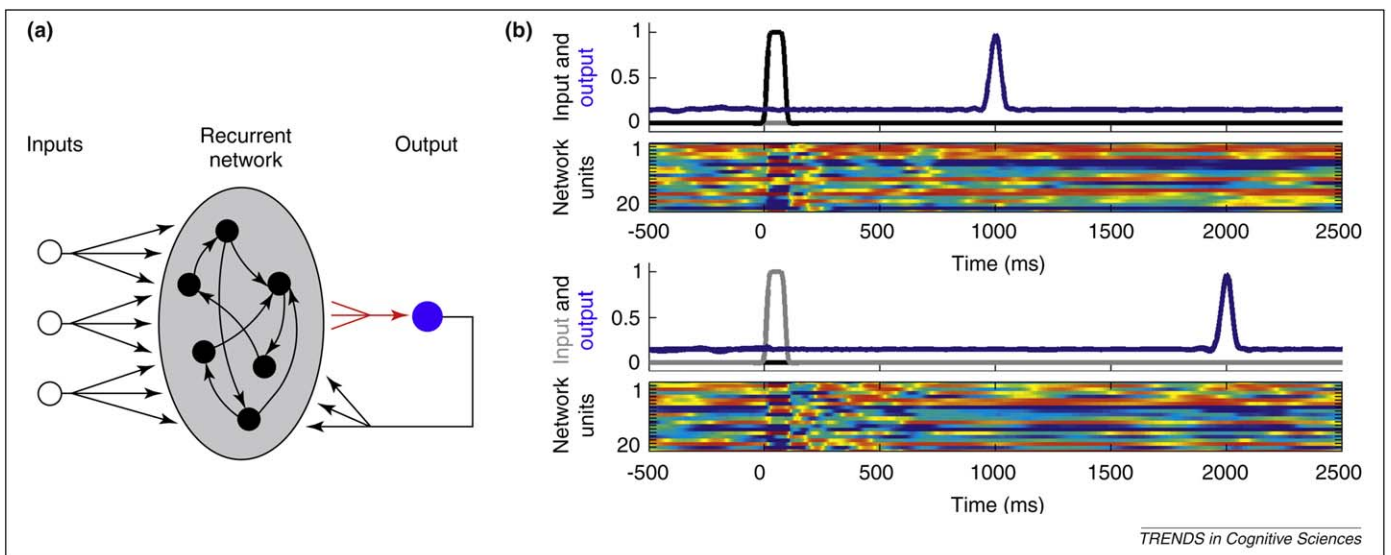 (a)
Inputs
Recurrent
network
Output
(b)
Input and
output
1
0.5
0
Network
units
1
20
-500
0
500
1000
1500
2000
2500
Time (ms)
Input and
output
1
0.5
0
Network
units
1
20
-500
0
500
1000
1500
2000
2500
Time (ms)
TRENDS in Cognitive Sciences